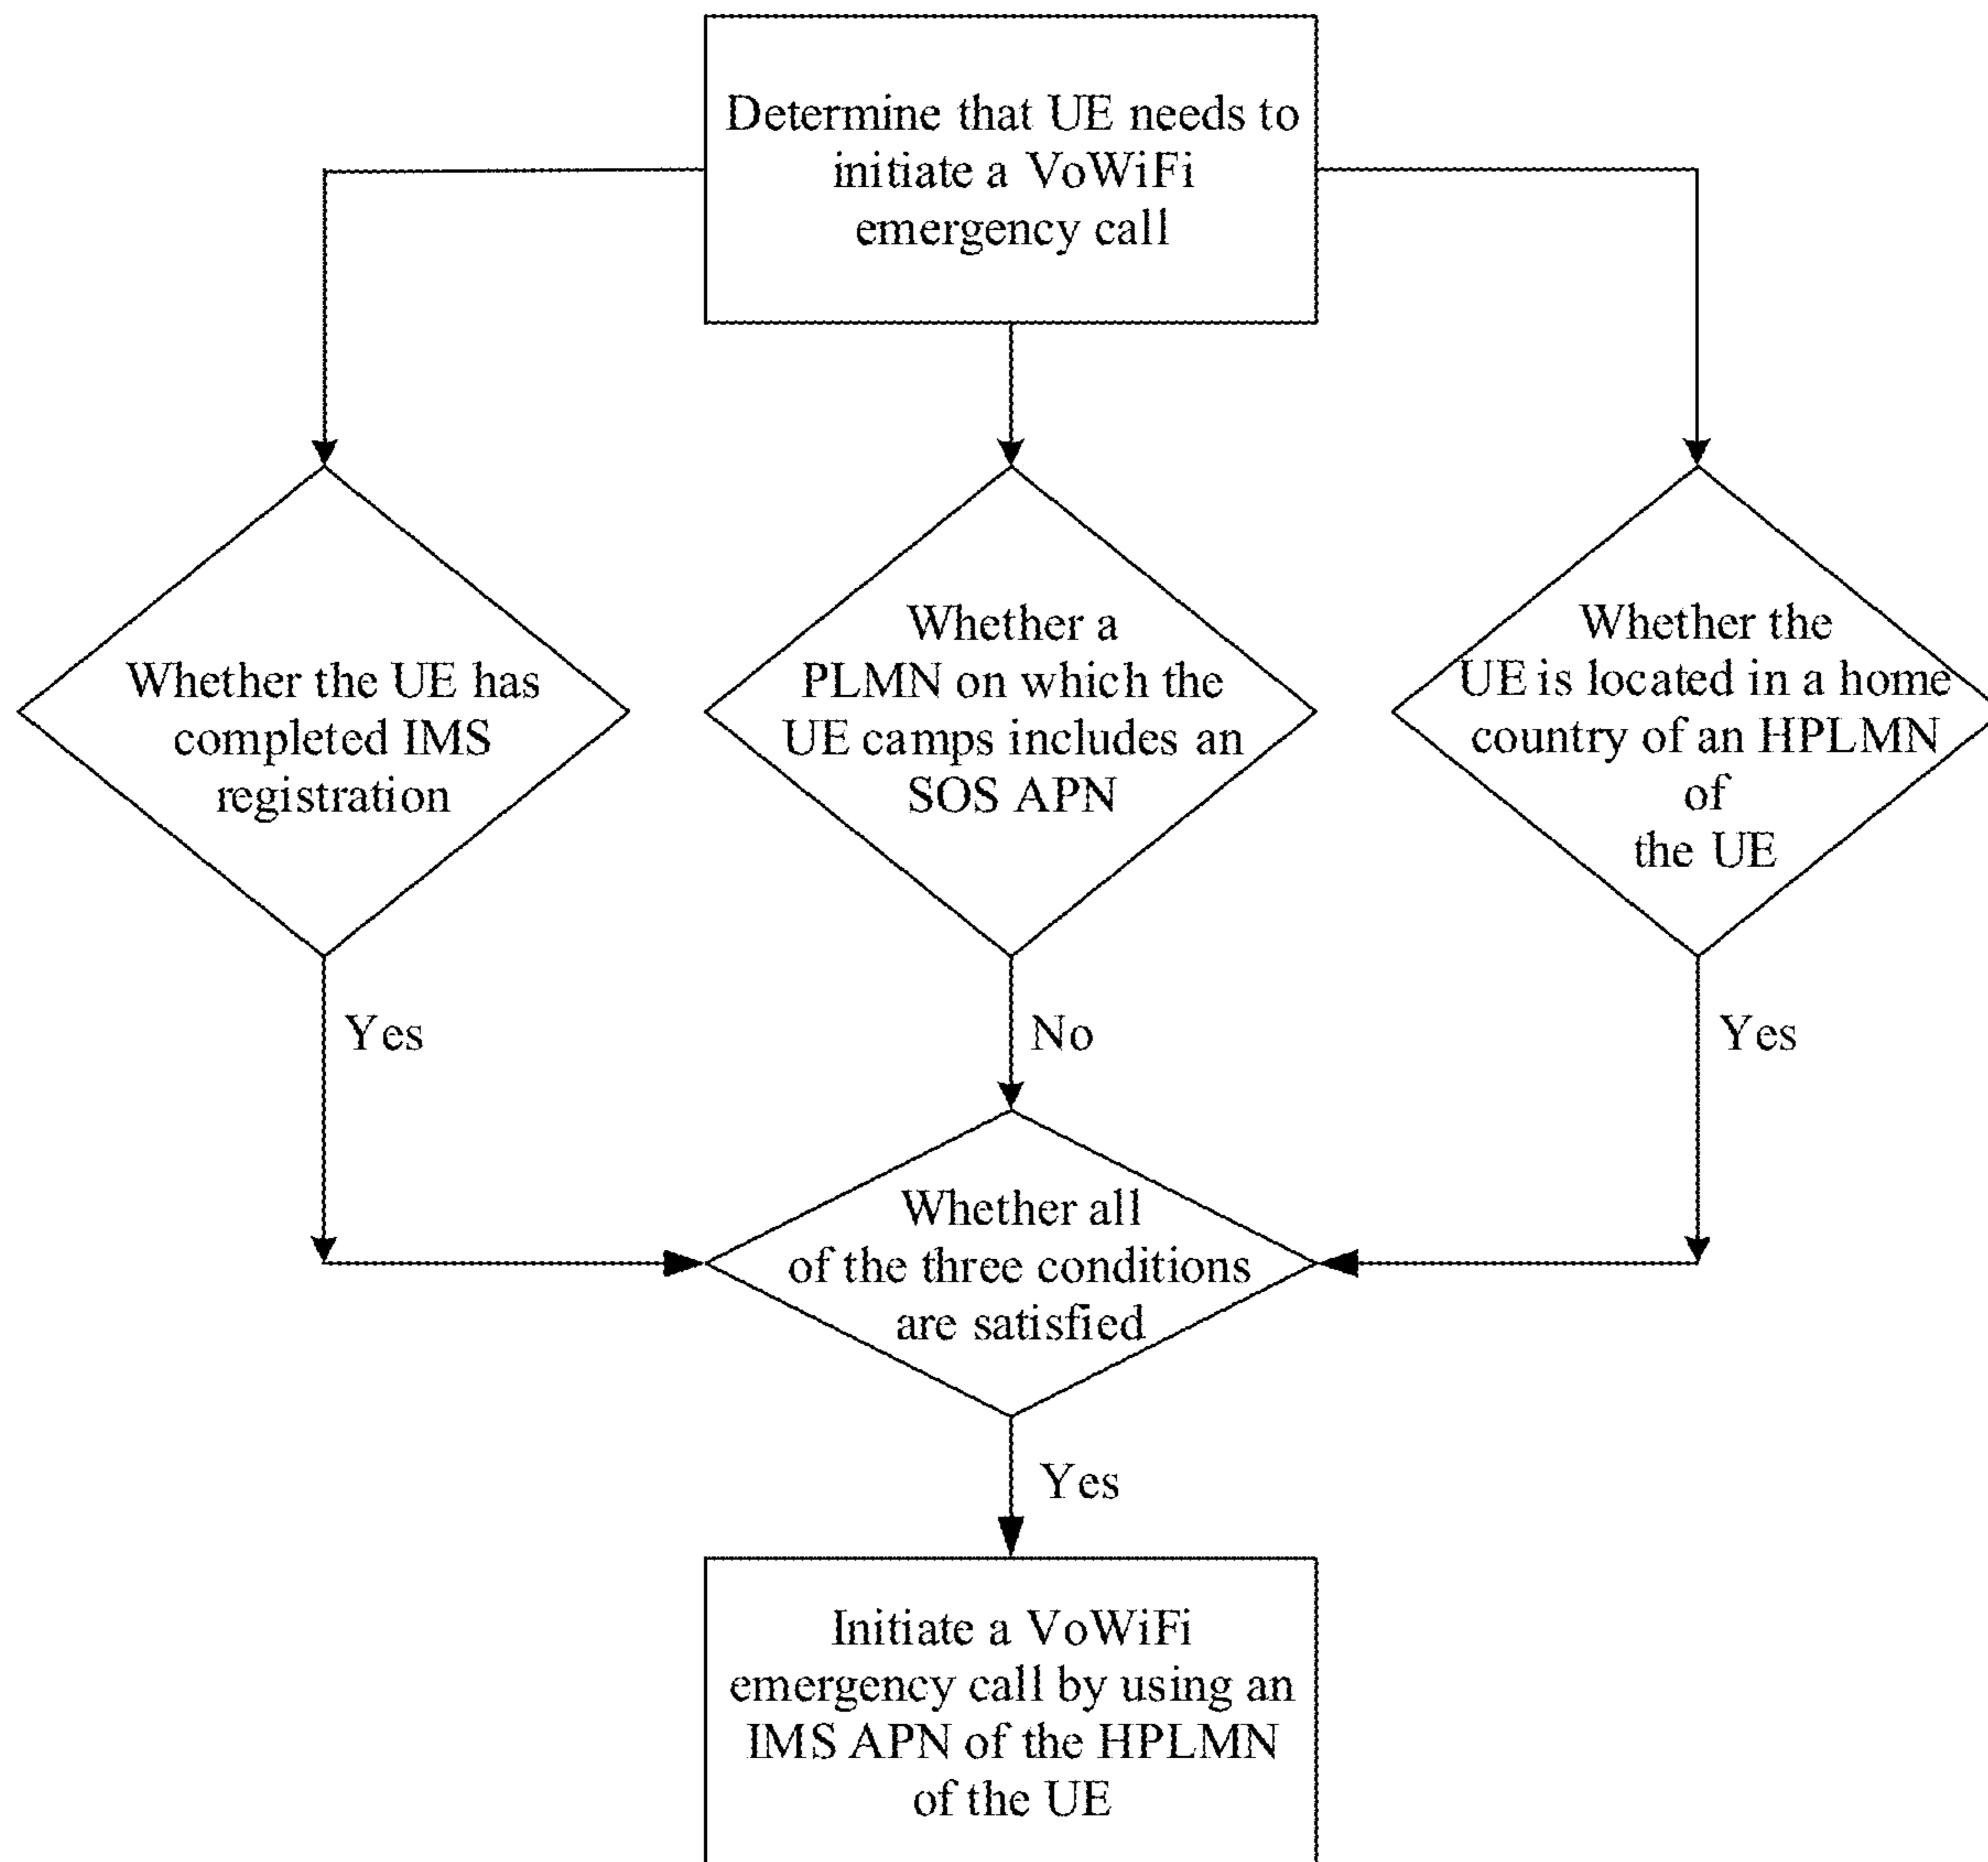 Determine that UE needs to
initiate a VoWiFi
emergency call
Whether the UE has
completed IMS
registration
Whether a
PLMN on which the
UE camps includes an
SOS APN
Whether the
UE is located in a home
country of an HPLMN
of
the UE
Yes
No
Yes
Whether all
of the three conditions
are satisfied
Yes
Initiate a VoWiFi
emergency call by using an
IMS APN of the HPLMN
of the UE